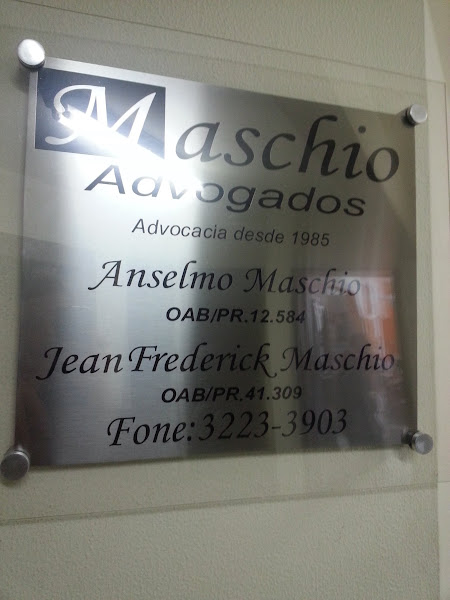 Maschio
Advogados
Advocacia desde 1985
Anselmo Maschio
OAB/PR.12.584
Jean Frederick Maschio
OAB/PR.41.309
Fone:3223-3903